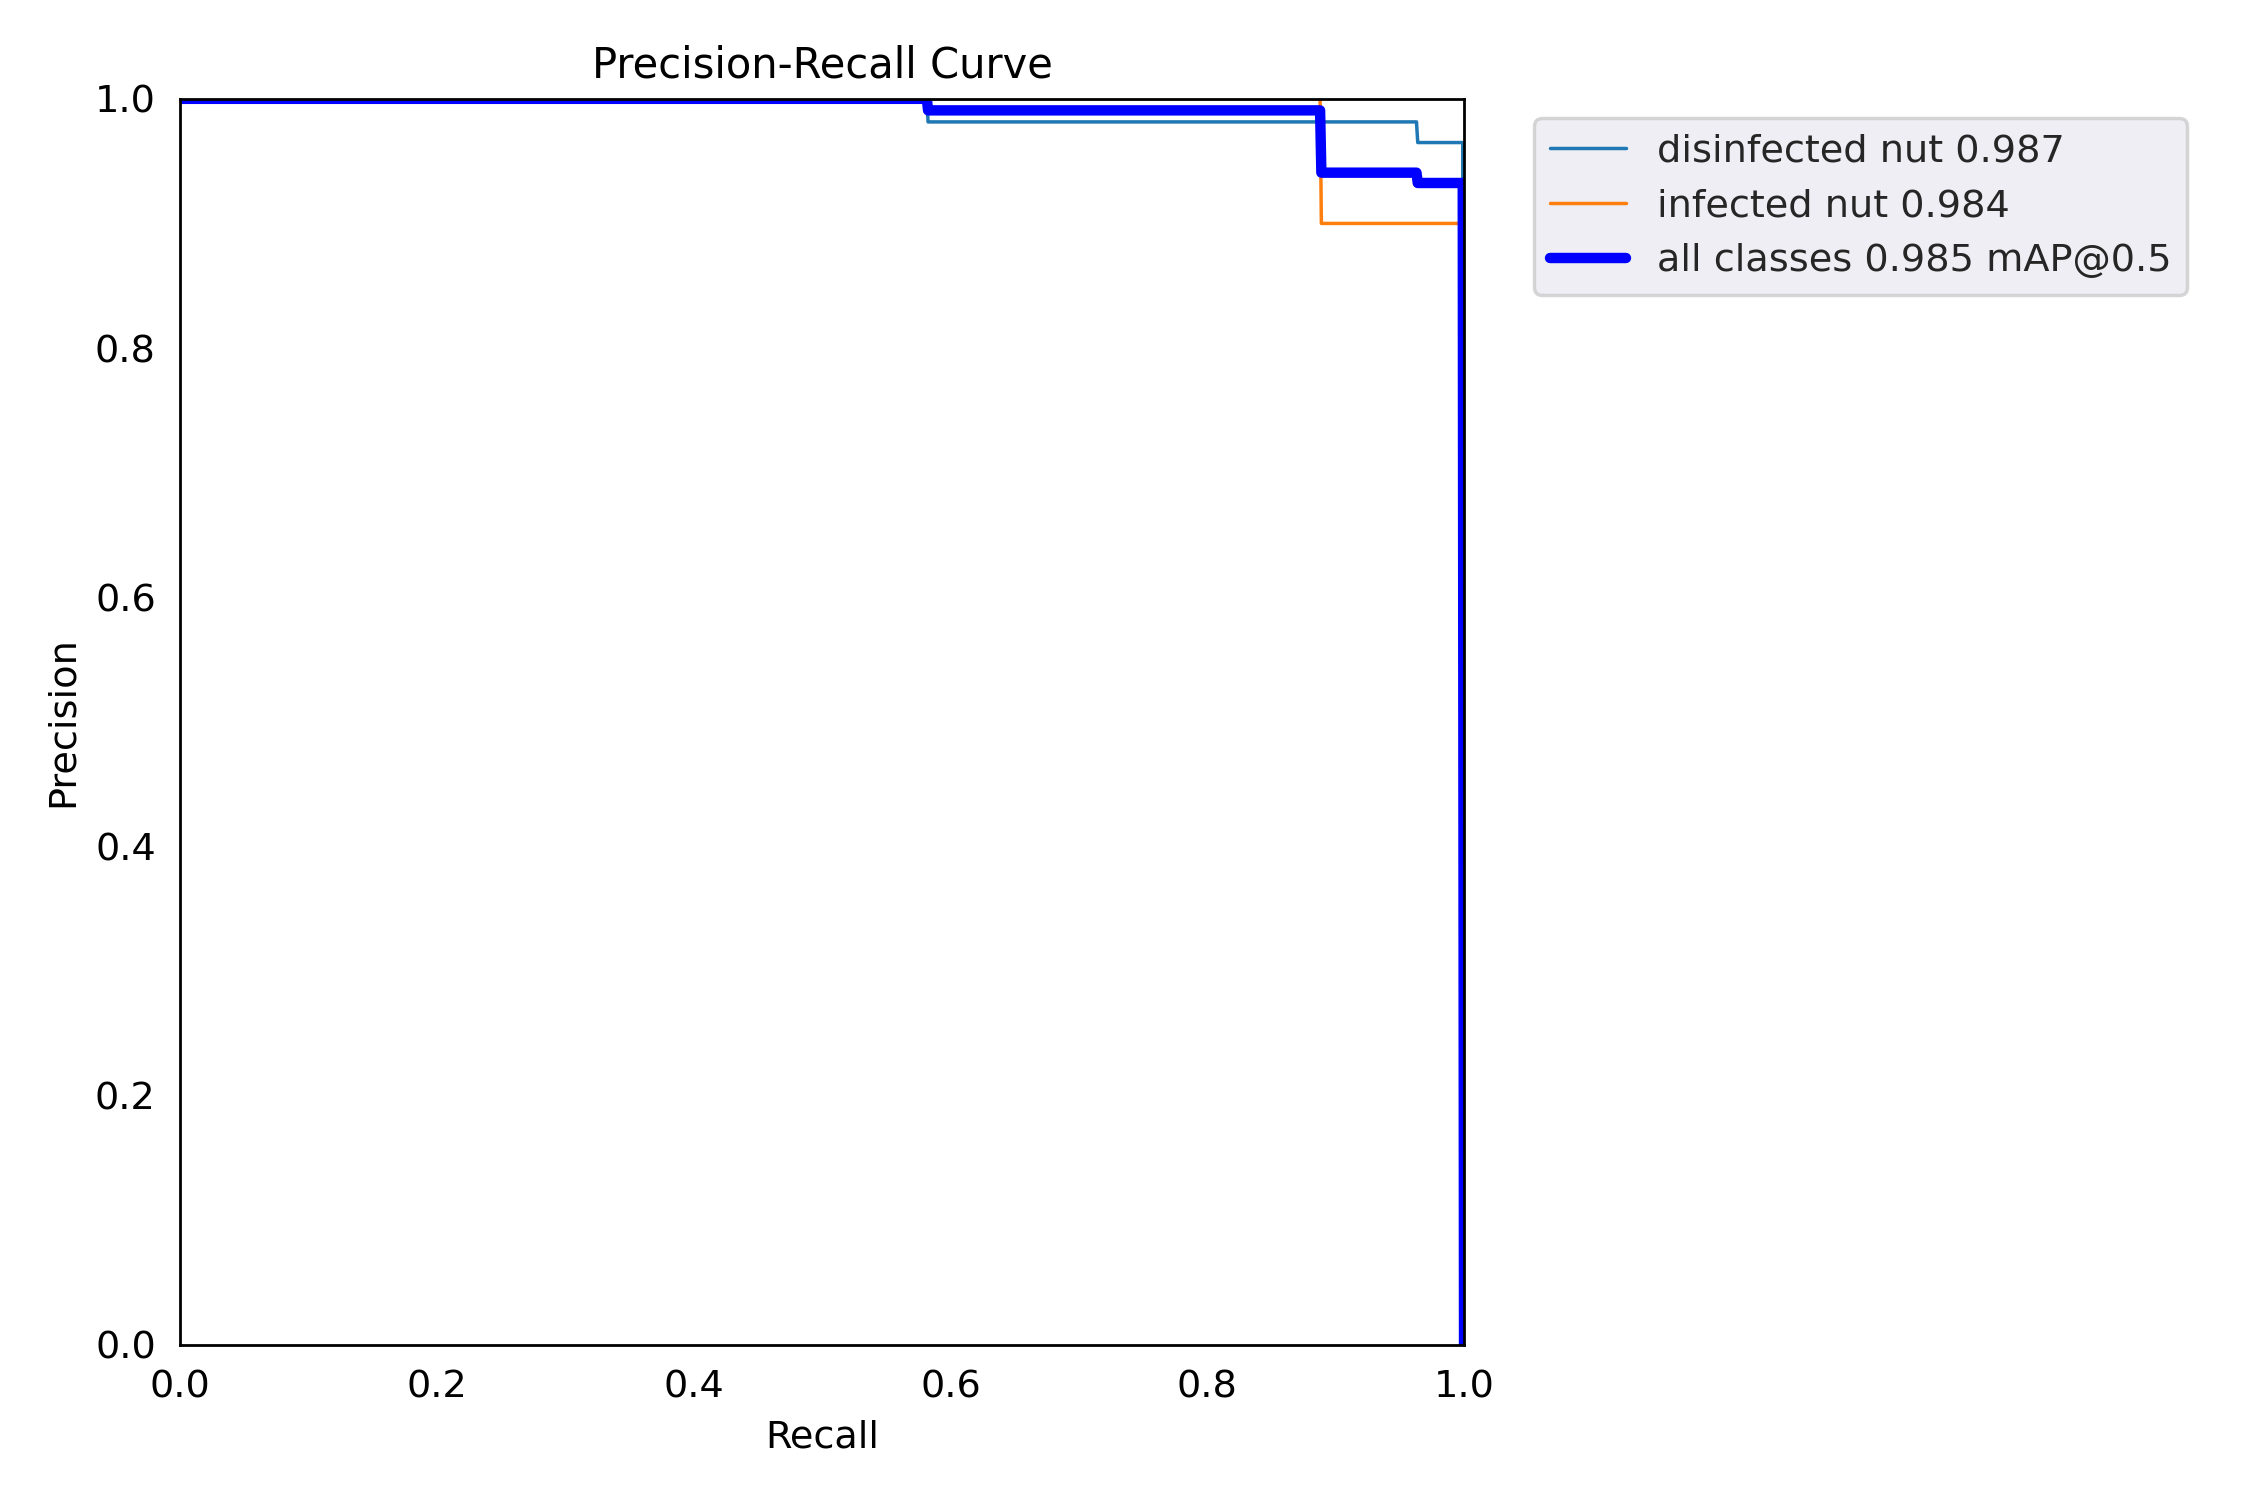 Precision-Recall Curve
1.0
0.8
0.6
0.4
0.2
0.0
Precision
0.0 0.2 0.4 0.6 0.8 1.0
Recall
disinfected nut 0.987
infected nut 0.984
all classes 0.985 mAP@0.5